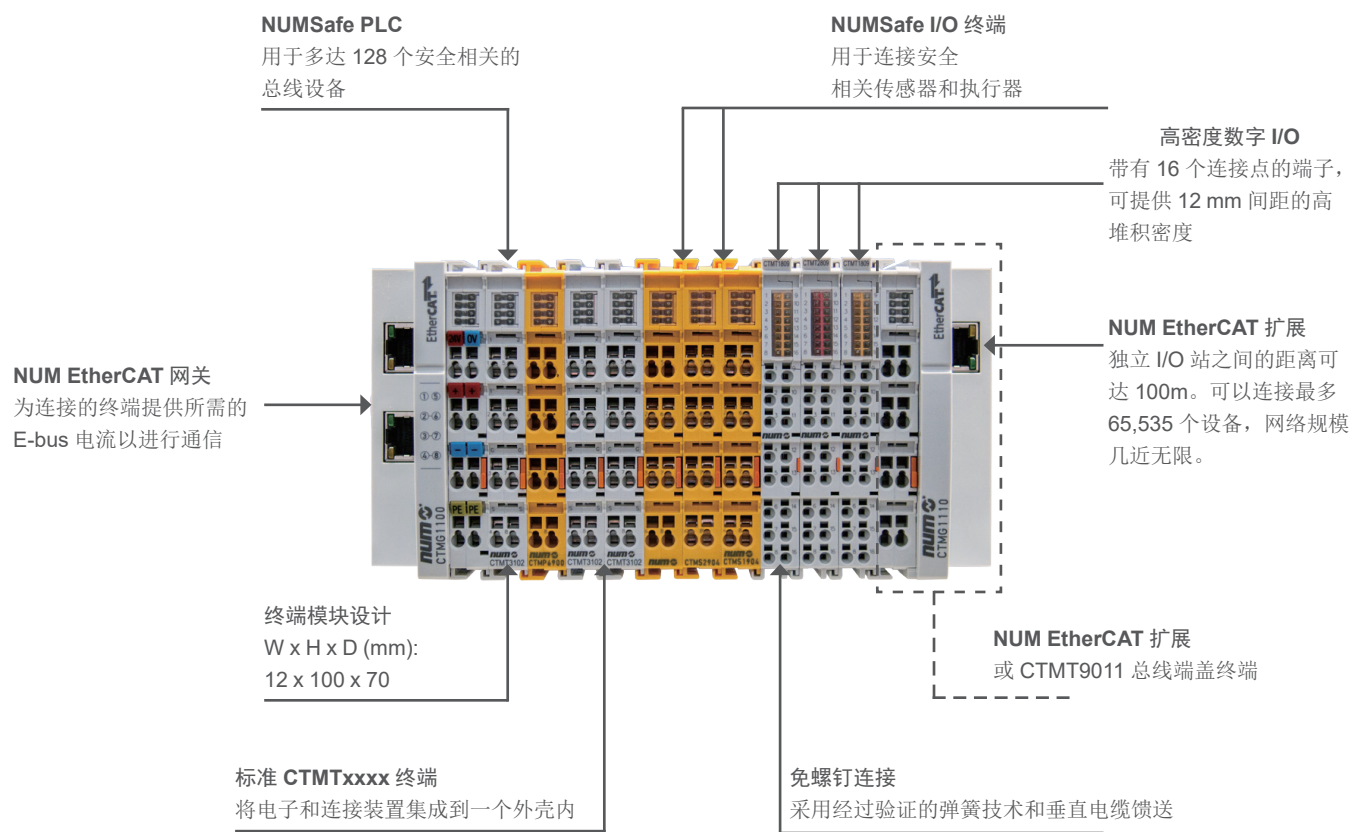 NUMSafe PLC
用于多达 128 个安全相关的
总线设备
NUMSafe I/O 终端
用于连接安全
相关传感器和执行器
高密度数字 I/O
带有 16 个连接点的端子，
可提供 12 mm 间距的高
堆积密度
NUM EtherCAT 扩展
独立 I/O 站之间的距离可
达 100m。可以连接最多
65,535 个设备，网络规模
几近无限。
NUM EtherCAT 网关
为连接的终端提供所需的
E-bus 电流以进行通信
EtherCAT
24V 0V
+ +
- -
PE PE
num
CTMG1100
num
CTMT3102
CTMP6900
num
CTMT3102
num
CTMT3102
num
CTMS2904
CTMS1904
CTMT1809
CTMT2809
CTMT1809
num
num
num
EtherCAT
num
CTMG1110
终端模块设计
W x H x D (mm):
12 x 100 x 70
NUM EtherCAT 扩展
或 CTMT9011 总线端盖终端
标准 CTMTxxxx 终端
将电子和连接装置集成到一个外壳内
免螺钉连接
采用经过验证的弹簧技术和垂直电缆馈送